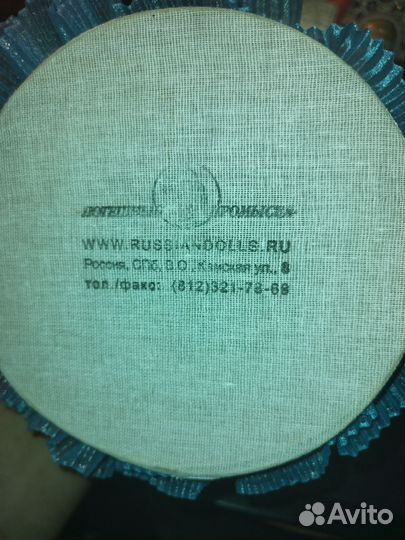 ПОТЕШНЫЙ ПРОМЫСЕЛ
WWW.RUSSIANDOLLS.RU
Россия, СПб, В.О., Камская ул., 8
тел./факс: (812)321-78-69
Avito